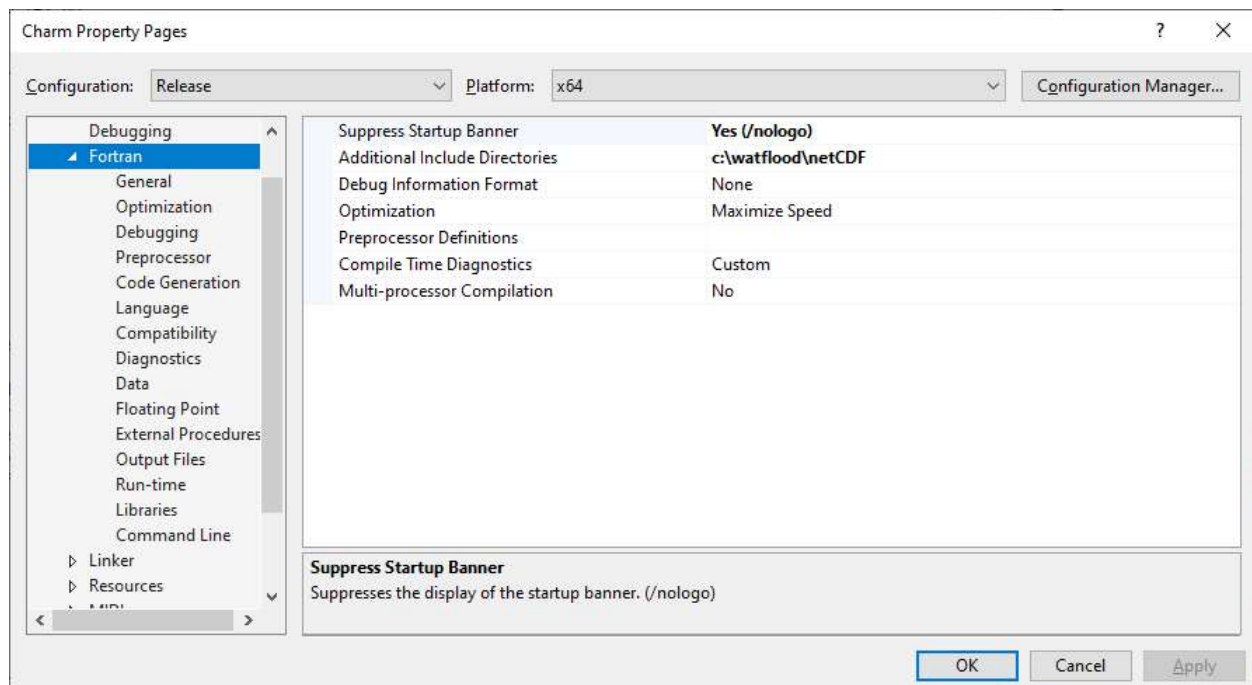 Charm Property Pages ? ×
Configuration: Release Platform: x64 Configuration Manager...
Debugging
Fortran
General
Optimization
Debugging
Preprocessor
Code Generation
Language
Compatibility
Diagnostics
Data
Floating Point
External Procedures
Output Files
Run-time
Libraries
Command Line
Linker
Resources
Suppress Startup Banner Yes (/nologo)
Additional Include Directories c:\watflood\netCDF
Debug Information Format None
Optimization Maximize Speed
Preprocessor Definitions
Compile Time Diagnostics Custom
Multi-processor Compilation No
Suppress Startup Banner
Suppresses the display of the startup banner. (/nologo)
OK Cancel Apply